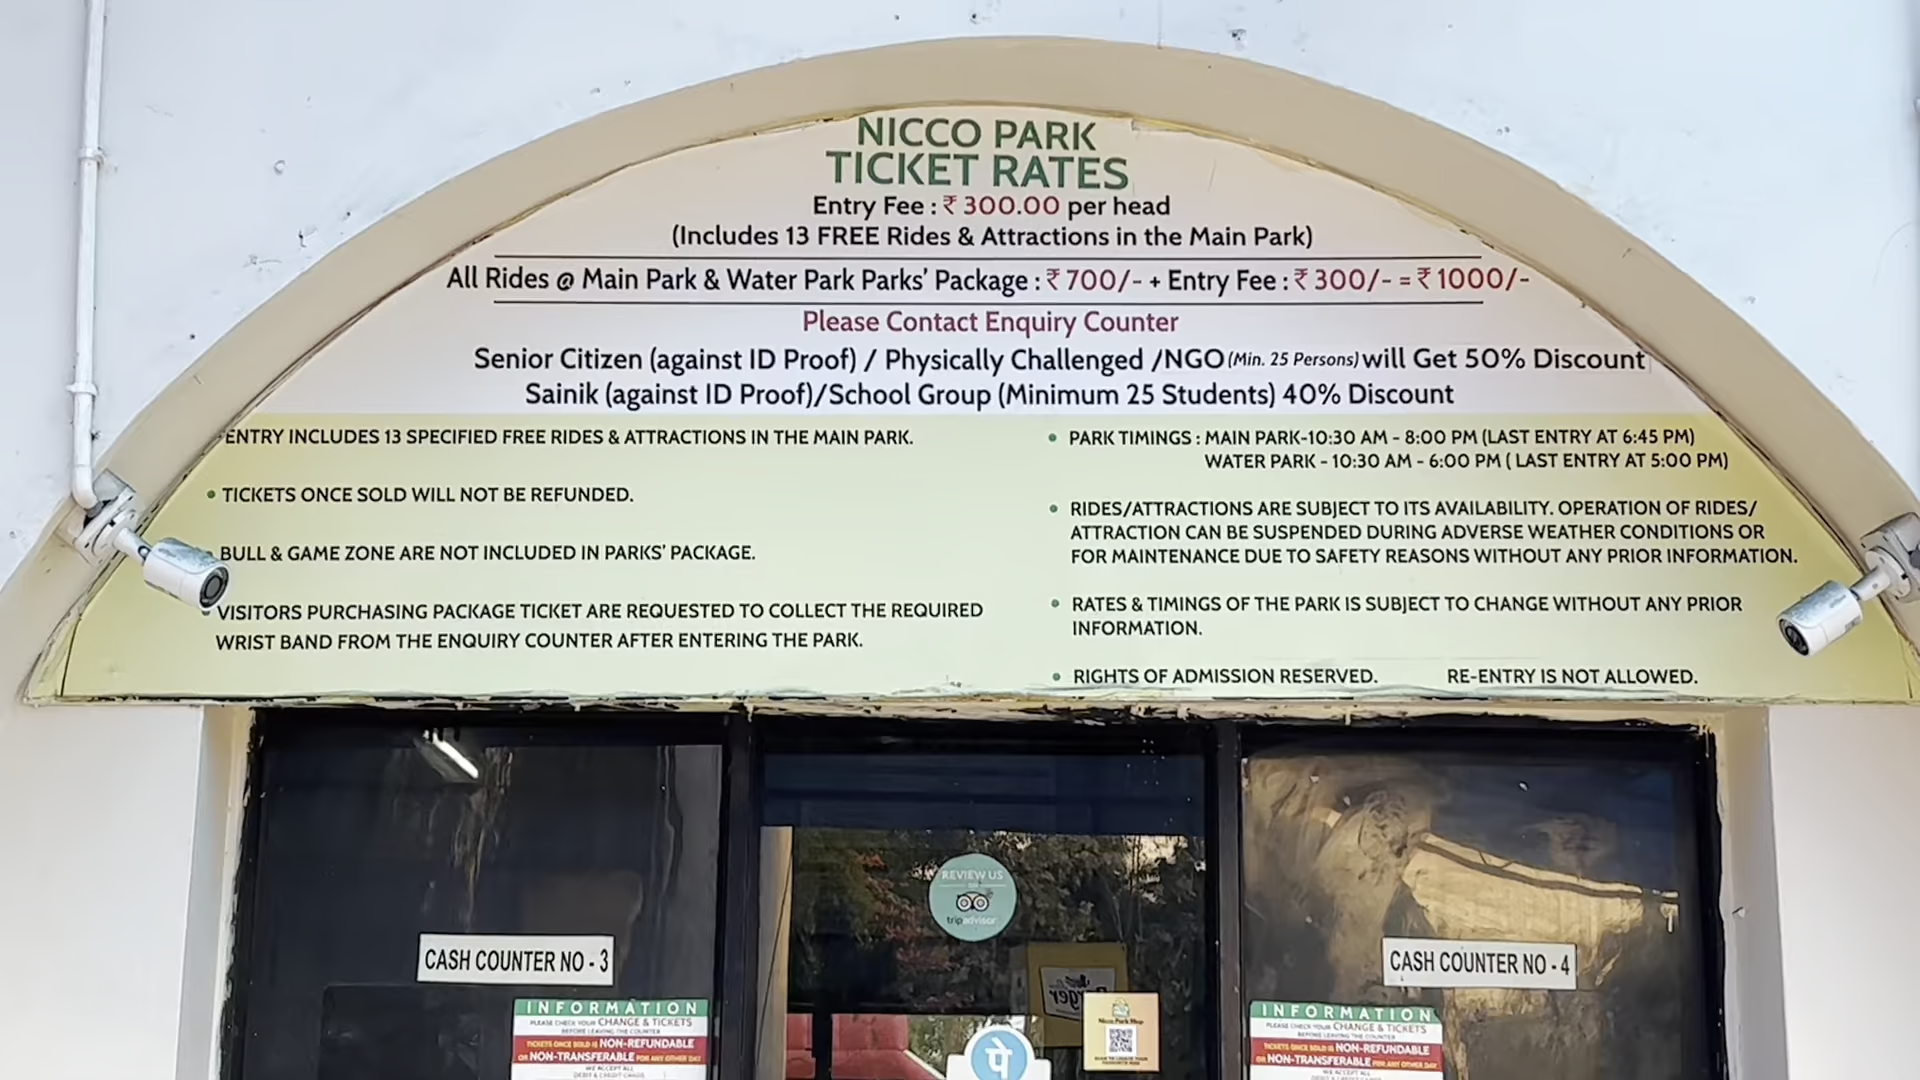 NICCO PARK
TICKET RATES
Entry Fee : ₹ 300.00 per head
(Includes 13 FREE Rides & Attractions in the Main Park)
All Rides @ Main Park & Water Park Parks' Package : ₹ 700/- + Entry Fee : ₹ 300/- = ₹ 1000/-
Please Contact Enquiry Counter
Senior Citizen (against ID Proof) / Physically Challenged /NGO (Min. 25 Persons) will Get 50% Discount
Sainik (against ID Proof)/School Group (Minimum 25 Students) 40% Discount
ENTRY INCLUDES 13 SPECIFIED FREE RIDES & ATTRACTIONS IN THE MAIN PARK.
• TICKETS ONCE SOLD WILL NOT BE REFUNDED.
BULL & GAME ZONE ARE NOT INCLUDED IN PARKS' PACKAGE.
• VISITORS PURCHASING PACKAGE TICKET ARE REQUESTED TO COLLECT THE REQUIRED
WRIST BAND FROM THE ENQUIRY COUNTER AFTER ENTERING THE PARK.
• PARK TIMINGS : MAIN PARK-10:30 AM - 8:00 PM (LAST ENTRY AT 6:45 PM)
WATER PARK - 10:30 AM - 6:00 PM ( LAST ENTRY AT 5:00 PM)
• RIDES/ATTRACTIONS ARE SUBJECT TO ITS AVAILABILITY. OPERATION OF RIDES/
ATTRACTION CAN BE SUSPENDED DURING ADVERSE WEATHER CONDITIONS OR
FOR MAINTENANCE DUE TO SAFETY REASONS WITHOUT ANY PRIOR INFORMATION.
• RATES & TIMINGS OF THE PARK IS SUBJECT TO CHANGE WITHOUT ANY PRIOR
INFORMATION.
• RIGHTS OF ADMISSION RESERVED. RE-ENTRY IS NOT ALLOWED.
REVIEW US
ON
tripadvisor
CASH COUNTER NO - 3
CASH COUNTER NO - 4
INFORMATION
PLEASE CHECK YOUR CHANGE & TICKETS
BEFORE LEAVING THE COUNTER
TICKETS ONCE SOLD IS NON-REFUNDABLE
OR NON-TRANSFERABLE FOR ANY OTHER DAY
WE ACCEPT ALL
DEBIT & CREDIT CARDS
Burger
Nicco Park Map
पे
INFORMATION
PLEASE CHECK YOUR CHANGE & TICKETS
BEFORE LEAVING THE COUNTER
TICKETS ONCE SOLD IS NON-REFUNDABLE
OR NON-TRANSFERABLE FOR ANY OTHER DAY
WE ACCEPT ALL
DEBIT & CREDIT CARDS